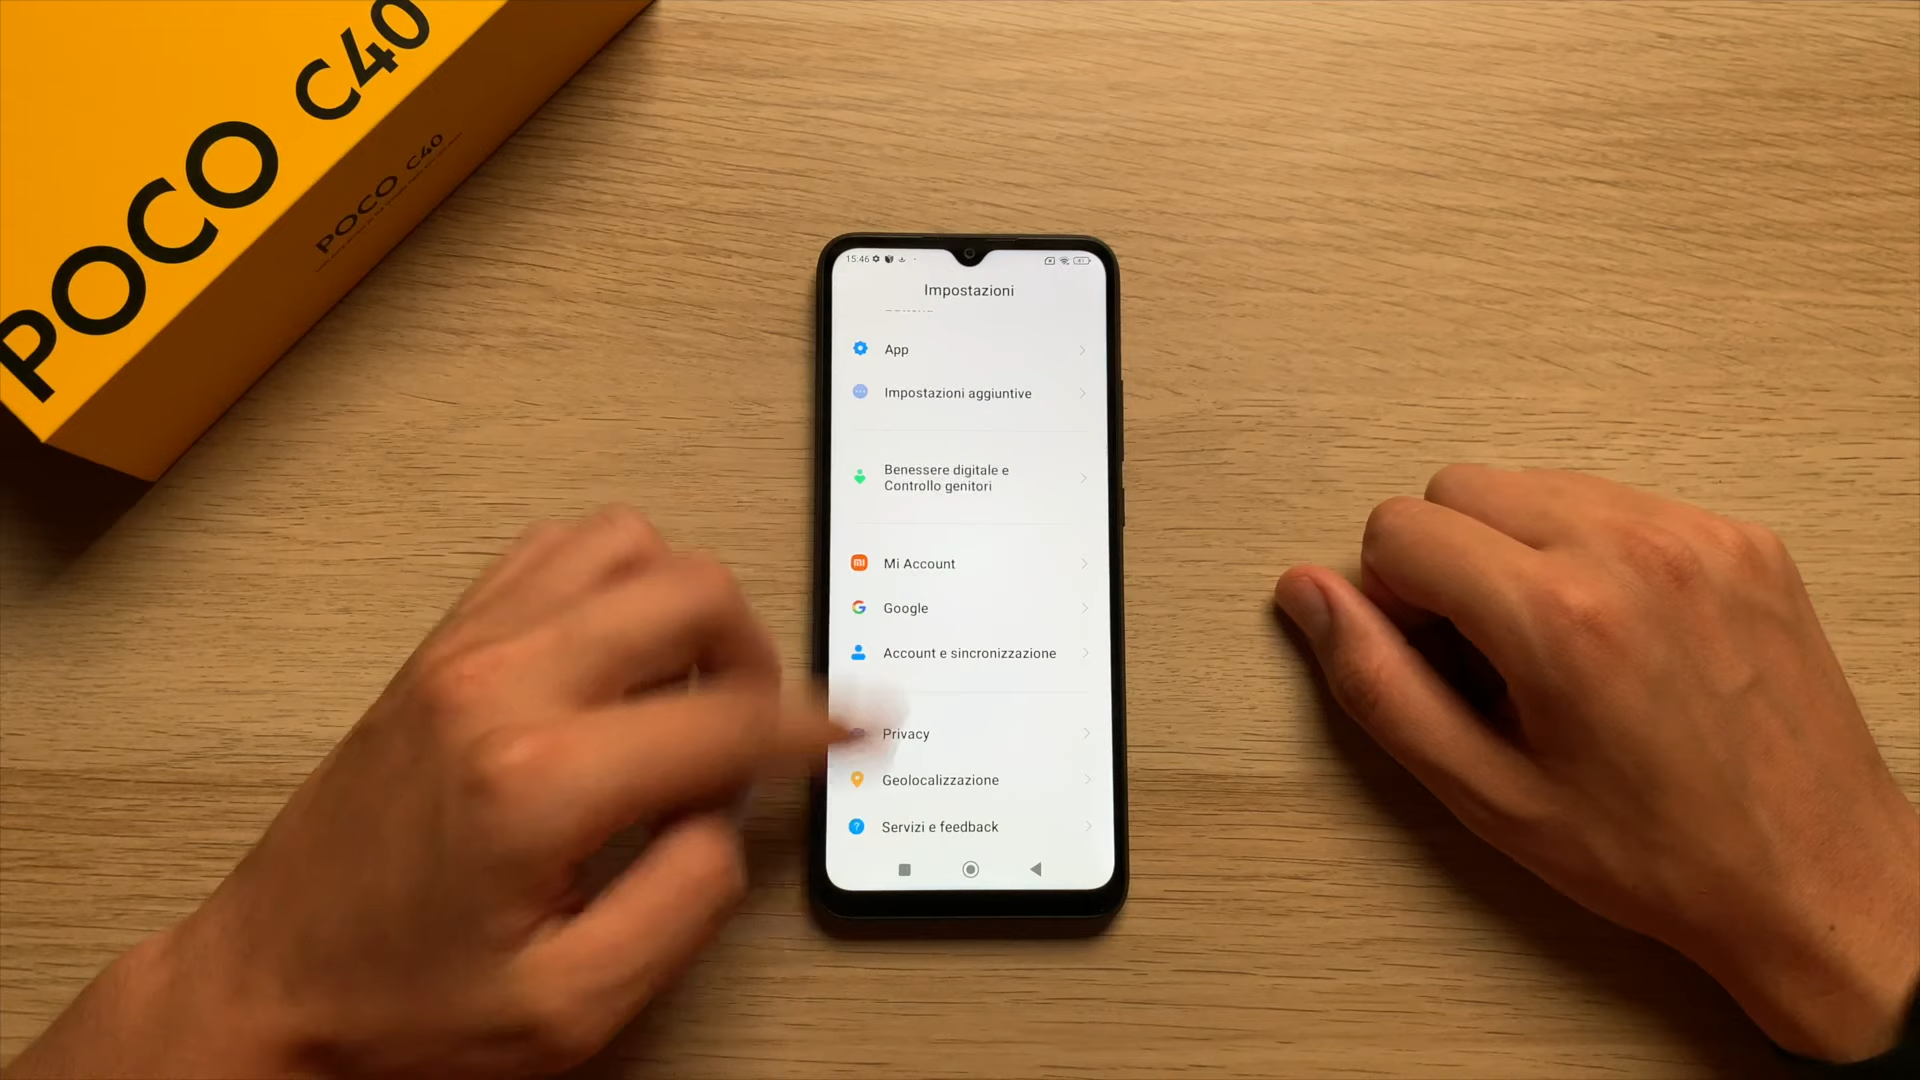 POCO C40
POCO C40
15:46
Impostazioni
App
Impostazioni aggiuntive
Benessere digitale e
Controllo genitori
Mi Account
Google
Account e sincronizzazione
Privacy
Geolocalizzazione
Servizi e feedback